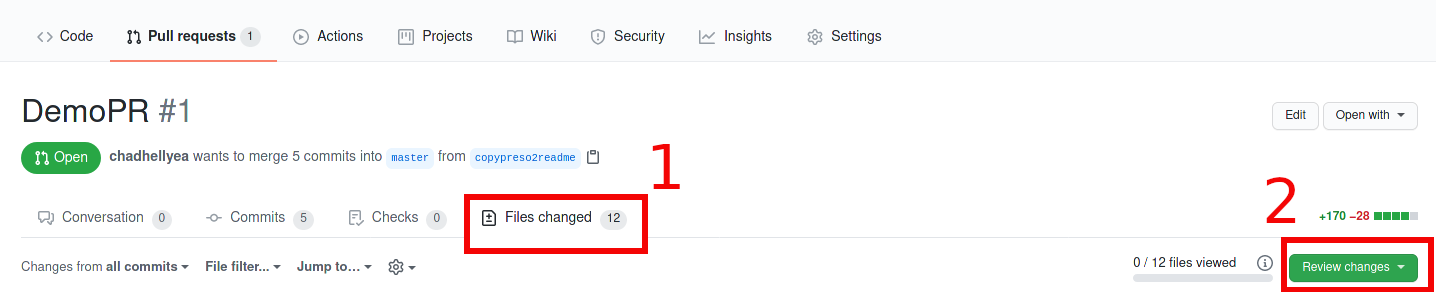 Code Pull requests 1 Actions Projects Wiki Security Insights Settings
DemoPR #1
Edit Open with
Open chadhellyea wants to merge 5 commits into master from copypreso2readme
1
2
Conversation 0 Commits 5 Checks 0 Files changed 12
+170 −28
Changes from all commits File filter... Jump to... 0 / 12 files viewed Review changes